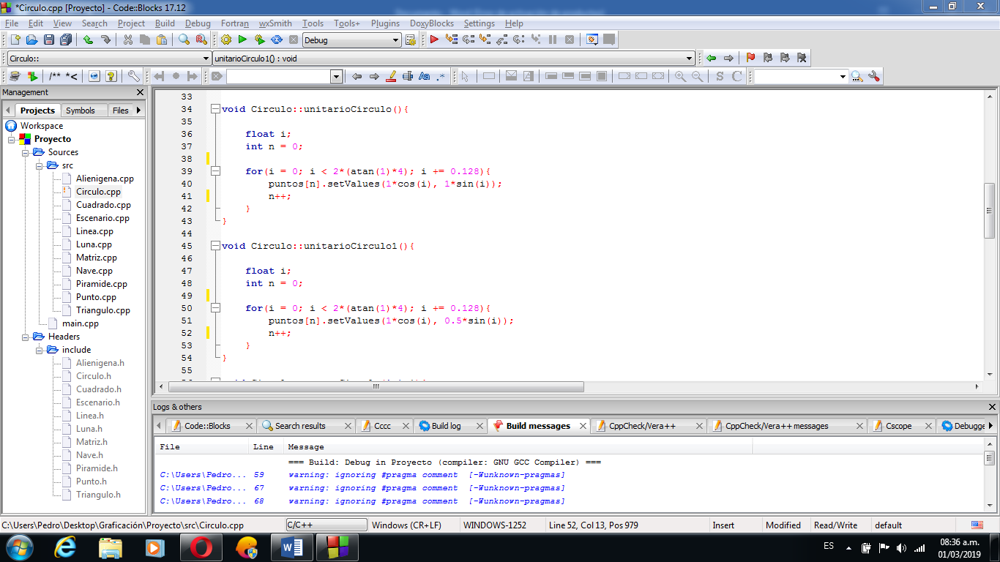 *Circulo.cpp [Proyecto] - Code::Blocks 17.12
File Edit View Search Project Build Debug Fortran wxSmith Tools Tools+ Plugins DoxyBlocks Settings Help
Debug
Circulo:: unitarioCirculo1() : void
/** *< Aa .* S C
Management
Projects Symbols Files
Workspace
Proyecto
Sources
src
Alienigena.cpp
Circulo.cpp
Cuadrado.cpp
Escenario.cpp
Linea.cpp
Luna.cpp
Matriz.cpp
Nave.cpp
Piramide.cpp
Punto.cpp
Triangulo.cpp
main.cpp
Headers
include
Alienigena.h
Circulo.h
Cuadrado.h
Escenario.h
Linea.h
Luna.h
Matriz.h
Nave.h
Piramide.h
Punto.h
Triangulo.h
33
34 void Circulo::unitarioCirculo(){
35
36 float i;
37 int n = 0;
38
39 for(i = 0; i < 2*(atan(1)*4); i += 0.128){
40 puntos[n].setValues(1*cos(i), 1*sin(i));
41 n++;
42 }
43 }
44
45 void Circulo::unitarioCirculo1(){
46
47 float i;
48 int n = 0;
49
50 for(i = 0; i < 2*(atan(1)*4); i += 0.128){
51 puntos[n].setValues(1*cos(i), 0.5*sin(i));
52 n++;
53 }
54 }
55
Logs & others
Code::Blocks Search results Cccc Build log Build messages CppCheck/Vera++ CppCheck/Vera++ messages Cscope Debugge
File Line Message
=== Build: Debug in Proyecto (compiler: GNU GCC Compiler) ===
C:\Users\Pedro... 59 warning: ignoring #pragma comment [-Wunknown-pragmas]
C:\Users\Pedro... 67 warning: ignoring #pragma comment [-Wunknown-pragmas]
C:\Users\Pedro... 68 warning: ignoring #pragma comment [-Wunknown-pragmas]
C:\Users\Pedro\Desktop\Graficación\Proyecto\src\Circulo.cpp C/C++ Windows (CR+LF) WINDOWS-1252 Line 52, Col 13, Pos 979 Insert Modified Read/Write default
ES 08:36 a.m.
01/03/2019